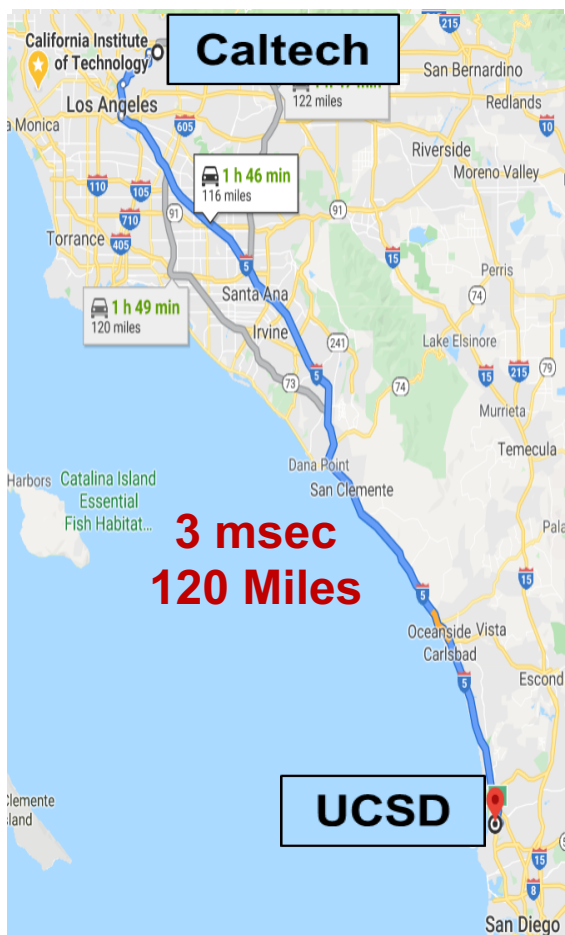 215
California Institute
of Technology
Caltech
San Bernardino
122 miles
Redlands
Los Angeles
a Monica
605
10
Riverside
1 h 46 min
Moreno Valley
116 miles
110
105
710
91
91
Torrance
405
5
15
Perris
Santa Ana
74
1 h 49 min
120 miles
Irvine
241
Lake Elsinore
5
15
215
79
73
74
Murrieta
Temecula
Dana Point
Harbors
Catalina Island
Essential
Fish Habitat...
San Clemente
3 msec
120 Miles
Pala
15
5
Oceanside
Vista
Carlsbad
5
Escond
UCSD
Clemente
sland
15
8
San Diego